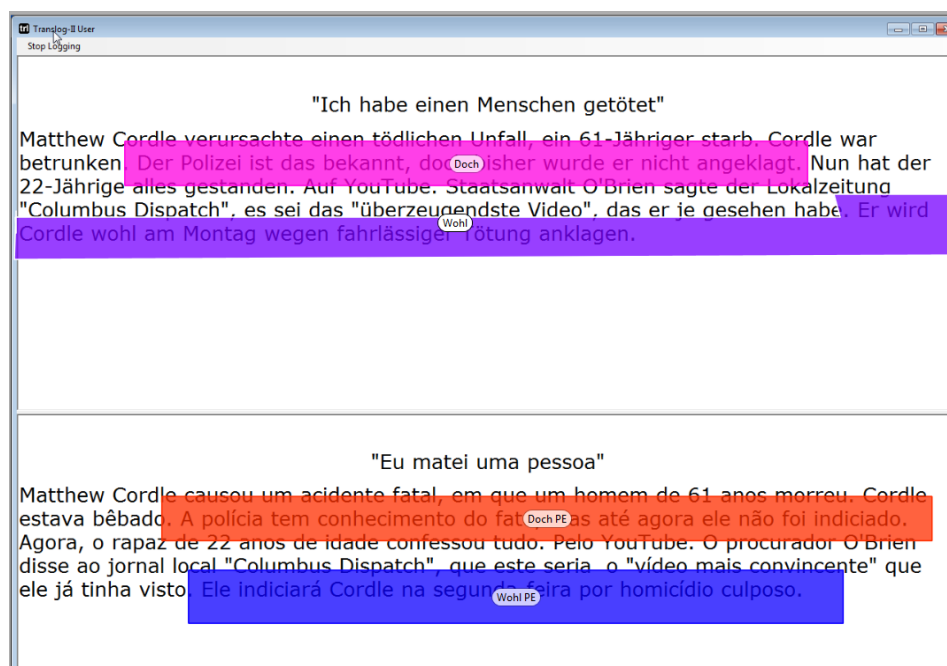 Translog-II User
Stop Logging
"Ich habe einen Menschen getötet"
Matthew Cordle verursachte einen tödlichen Unfall, ein 61-Jähriger starb. Cordle war
betrunken. Der Polizei ist das bekannt, Doch isher wurde er nicht angeklagt. Nun hat der
22-Jährige alles gestanden. Auf YouTube. Staatsanwalt O'Brien sagte der Lokalzeitung
"Columbus Dispatch", es sei das "überzeugendste Video", das er je gesehen habe. Er wird
Wohl
Cordle wohl am Montag wegen fahrlässiger Tötung anklagen.
"Eu matei uma pessoa"
Matthew Cordle causou um acidente fatal, em que um homem de 61 anos morreu. Cordle
estava bêbado. A polícia tem conhecimento do Doch PE até agora ele não foi indiciado.
Agora, o rapaz de 22 anos de idade confessou tudo. Pelo YouTube. O procurador O'Brien
disse ao jornal local "Columbus Dispatch", que este seria o "vídeo mais convincente" que
ele já tinha visto. Ele indiciará Cordle na segunda-feira por homicídio culposo.
Wohl PE